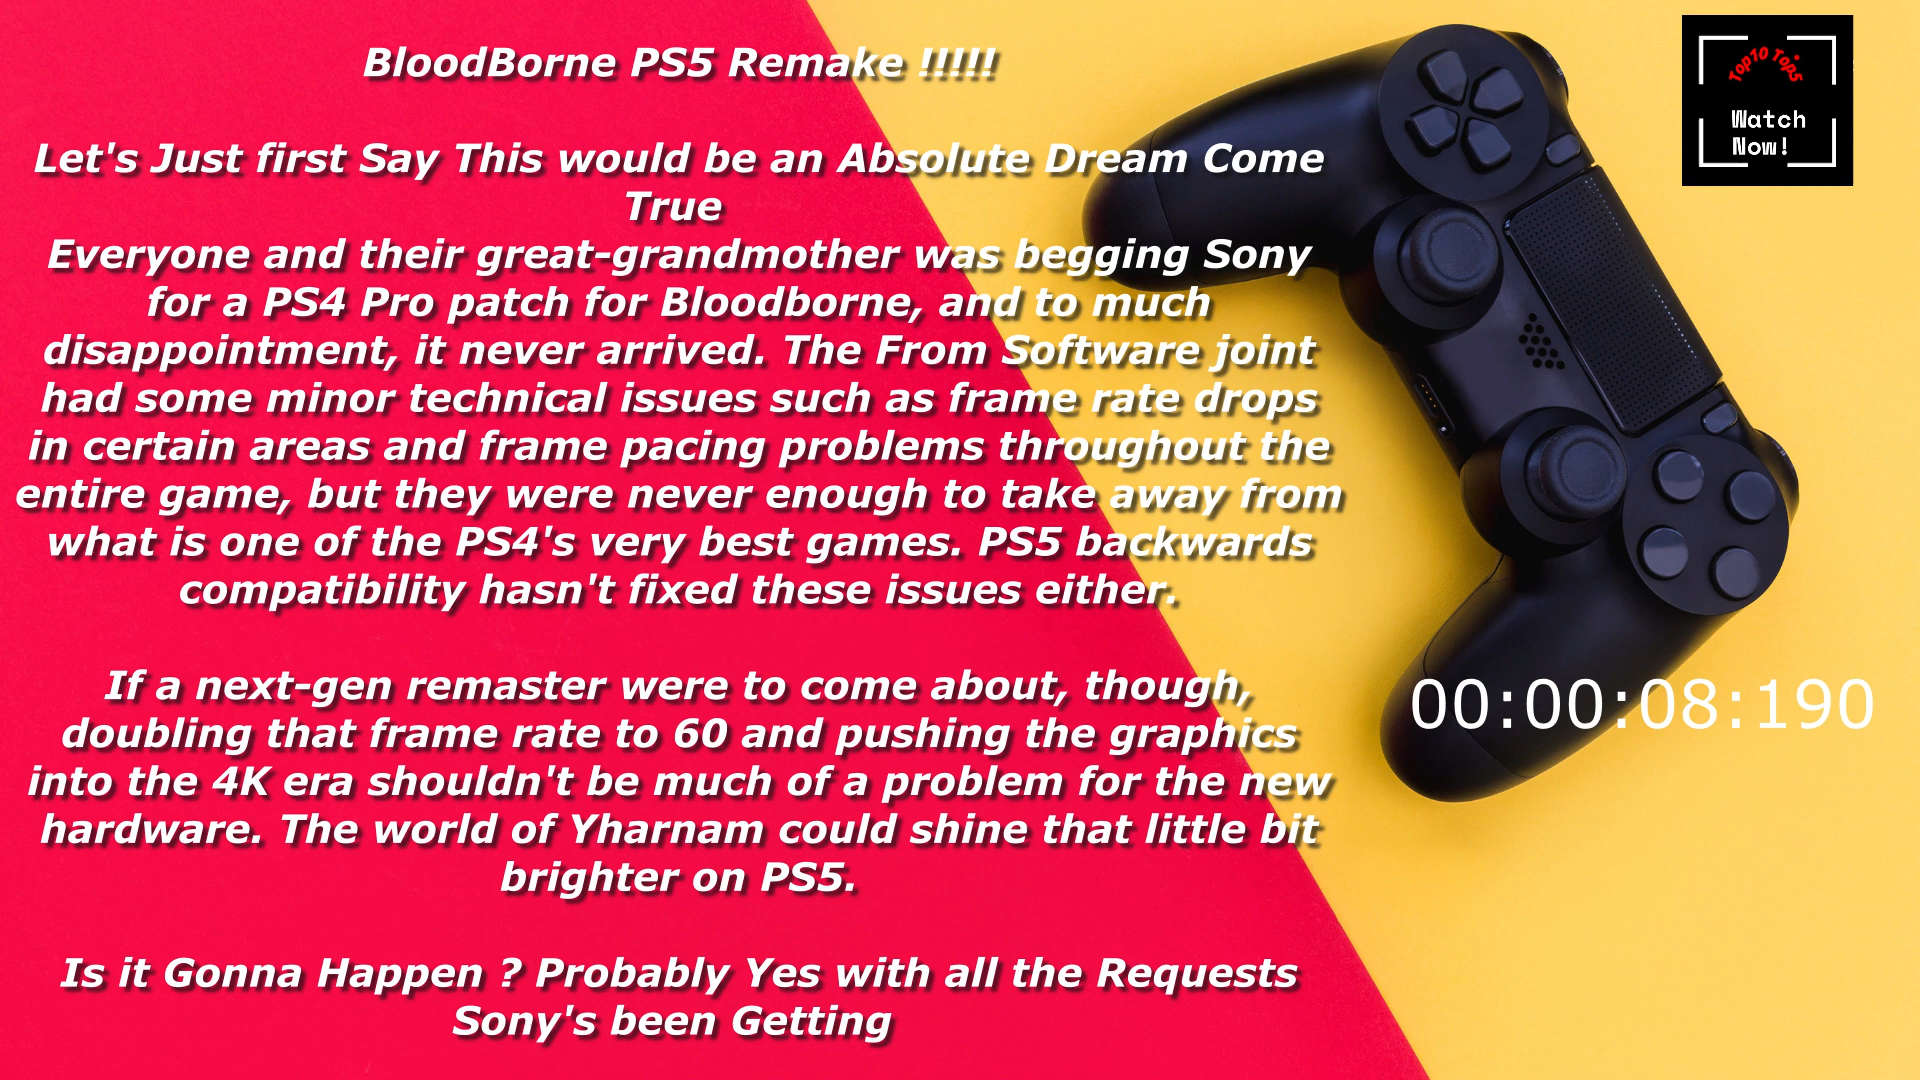 BloodBorne PS5 Remake !!!!!
Let's Just first Say This would be an Absolute Dream Come
True
Everyone and their great-grandmother was begging Sony
for a PS4 Pro patch for Bloodborne, and to much
disappointment, it never arrived. The From Software joint
had some minor technical issues such as frame rate drops
in certain areas and frame pacing problems throughout the
entire game, but they were never enough to take away from
what is one of the PS4's very best games. PS5 backwards
compatibility hasn't fixed these issues either.
If a next-gen remaster were to come about, though,
doubling that frame rate to 60 and pushing the graphics
into the 4K era shouldn't be much of a problem for the new
hardware. The world of Yharnam could shine that little bit
brighter on PS5.
Is it Gonna Happen ? Probably Yes with all the Requests
Sony's been Getting
Top10 Top5
Watch
Now!
00:00:08:190